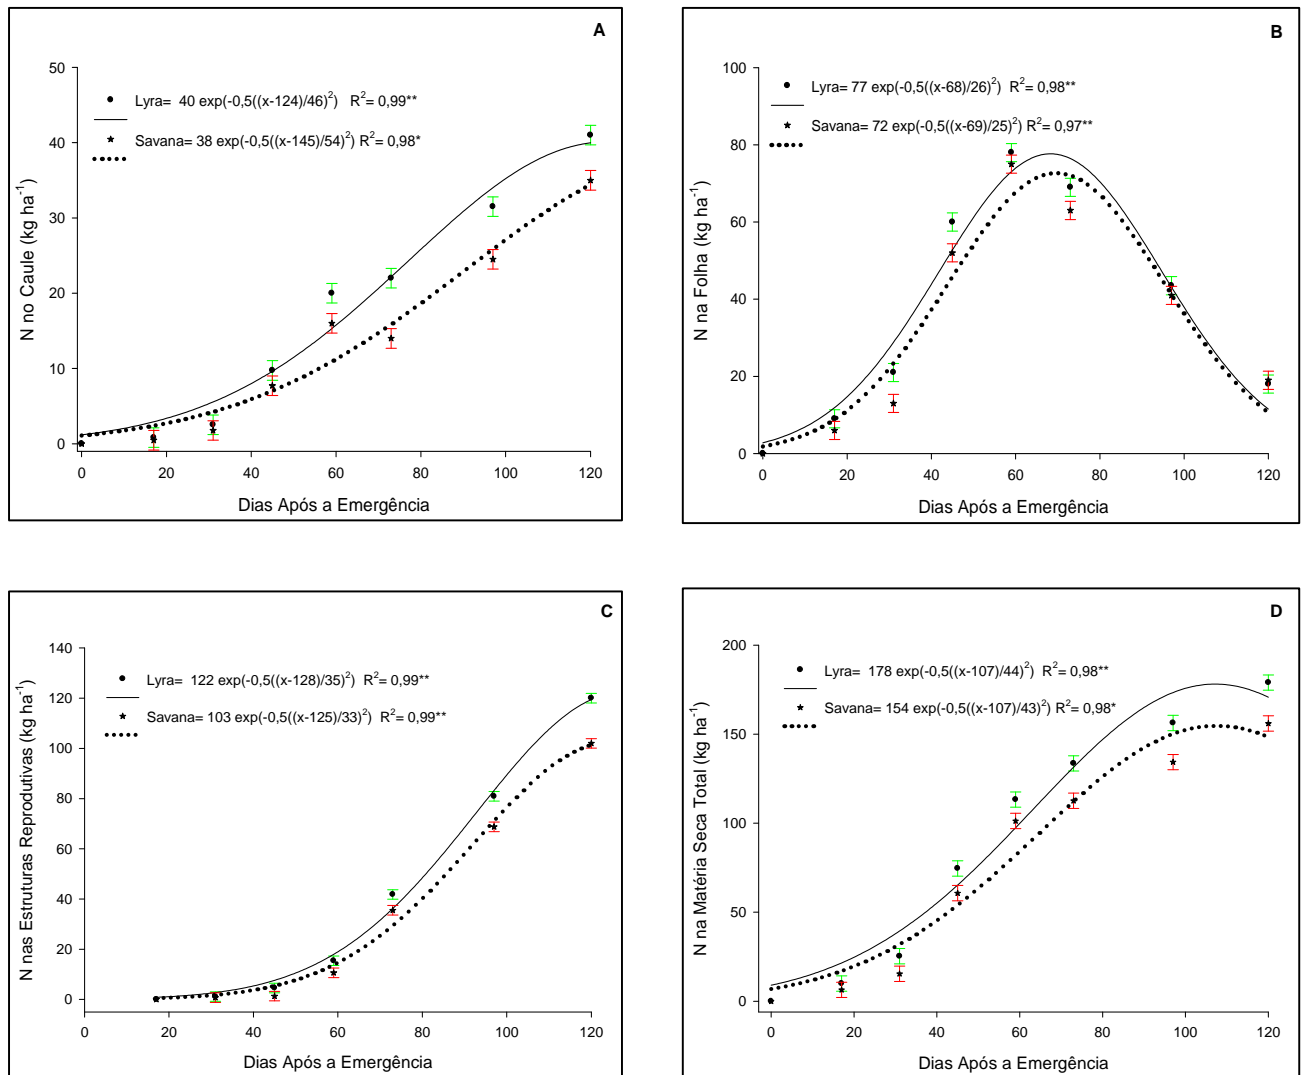 A
50
40
30
20
10
0
N no Caule (kg ha⁻¹)
Lyra= 40 exp(-0,5((x-124)/46)²) R²= 0,99**
Savana= 38 exp(-0,5((x-145)/54)²) R²= 0,98*
0 20 40 60 80 100 120
Dias Após a Emergência
B
100
80
60
40
20
0
N na Folha (kg ha⁻¹)
Lyra= 77 exp(-0,5((x-68)/26)²) R²= 0,98**
Savana= 72 exp(-0,5((x-69)/25)²) R²= 0,97**
0 20 40 60 80 100 120
Dias Após a Emergência
C
140
120
100
80
60
40
20
0
N nas Estruturas Reprodutivas (kg ha⁻¹)
Lyra= 122 exp(-0,5((x-128)/35)²) R²= 0,99**
Savana= 103 exp(-0,5((x-125)/33)²) R²= 0,99**
0 20 40 60 80 100 120
Dias Após a Emergência
D
200
150
100
50
0
N na Matéria Seca Total (kg ha⁻¹)
Lyra= 178 exp(-0,5((x-107)/44)²) R²= 0,98**
Savana= 154 exp(-0,5((x-107)/43)²) R²= 0,98*
0 20 40 60 80 100 120
Dias Após a Emergência